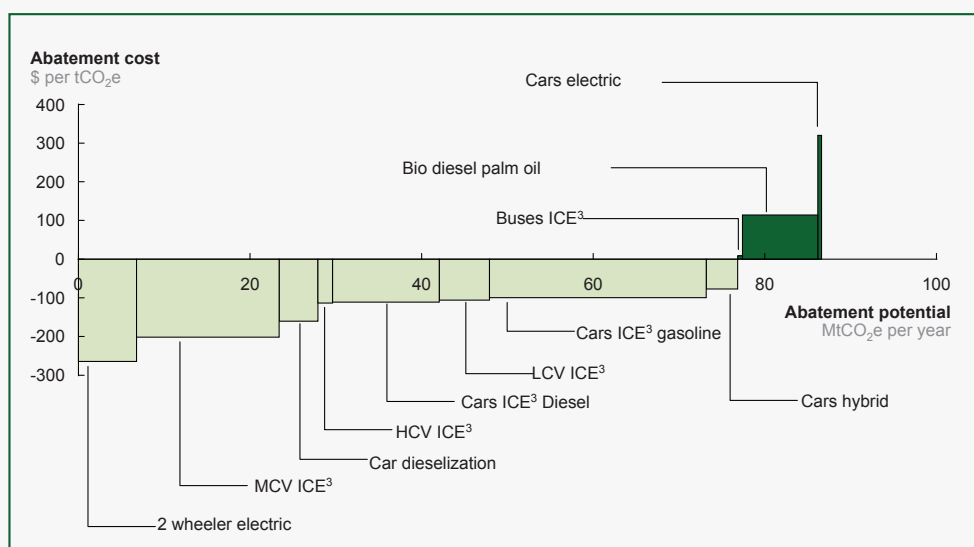 Abatement cost
$ per tCO₂e
400
300
200
100
0
-100
-200
-300
0
20
40
60
80
100
Cars electric
Bio diesel palm oil
Buses ICE³
Abatement potential
MtCO₂e per year
Cars ICE³ gasoline
LCV ICE³
Cars ICE³ Diesel
Cars hybrid
HCV ICE³
Car dieselization
MCV ICE³
2 wheeler electric